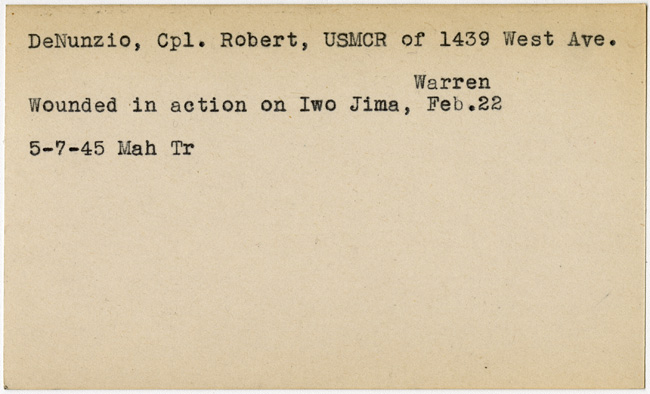 DeNunzio, Cpl. Robert, USMCR of 1439 West Ave.
Warren
Wounded in action on Iwo Jima, Feb.22
5-7-45 Mah Tr